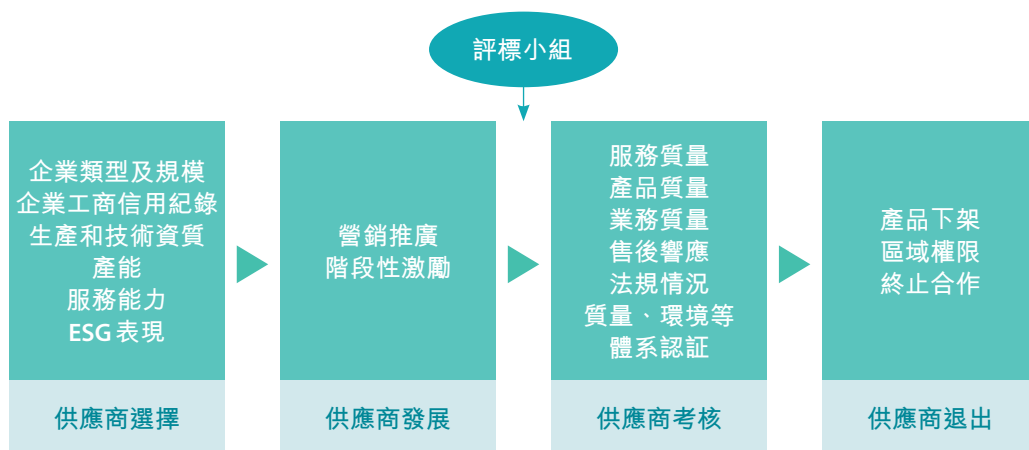 評標小組
企業類型及規模
企業工商信用紀錄
生產和技術資質
產能
服務能力
ESG 表現
供應商選擇
營銷推廣
階段性激勵
供應商發展
服務質量
產品質量
業務質量
售後響應
法規情況
質量、環境等
體系認証
供應商考核
產品下架
區域權限
終止合作
供應商退出